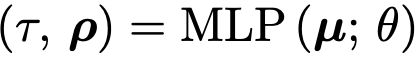 (τ, 𝝆) = MLP (𝝁; θ)